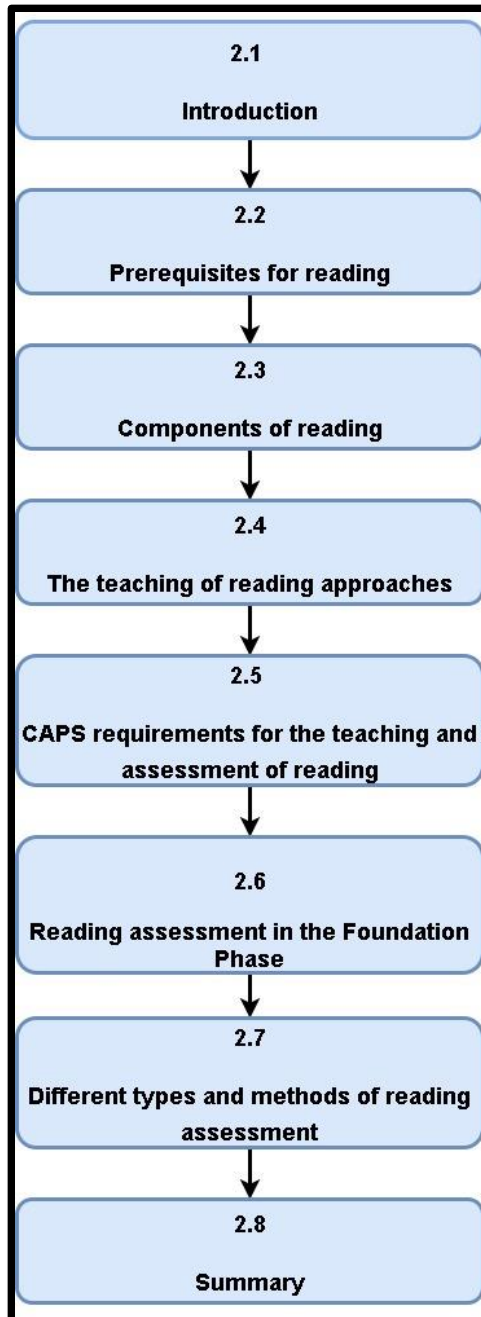 2.1
Introduction
2.2
Prerequisites for reading
2.3
Components of reading
2.4
The teaching of reading approaches
2.5
CAPS requirements for the teaching and
assessment of reading
2.6
Reading assessment in the Foundation
Phase
2.7
Different types and methods of reading
assessment
2.8
Summary